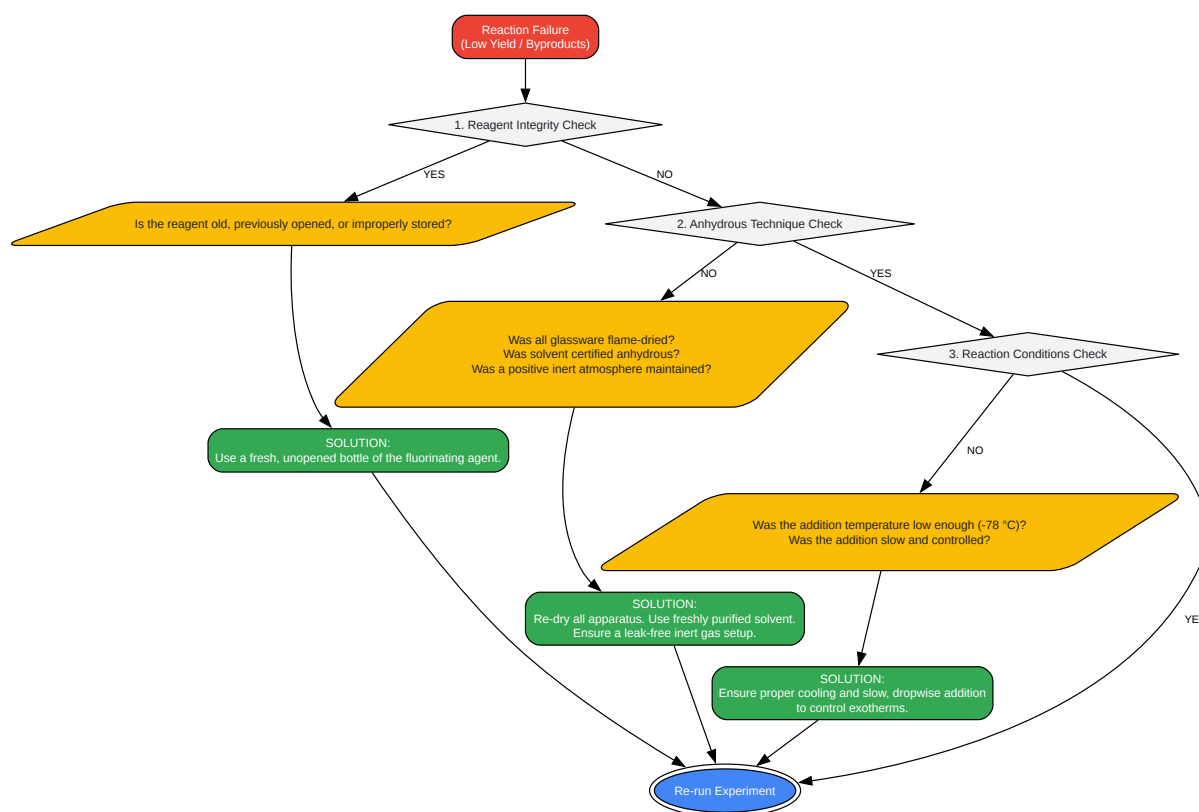 Reaction Failure
(Low Yield / Byproducts)
1. Reagent Integrity Check
YES
NO
Is the reagent old, previously opened, or improperly stored?
2. Anhydrous Technique Check
NO
YES
Was all glassware flame-dried?
Was solvent certified anhydrous?
Was a positive inert atmosphere maintained?
3. Reaction Conditions Check
SOLUTION:
Use a fresh, unopened bottle of the fluorinating agent.
NO
Was the addition temperature low enough (-78 °C)?
Was the addition slow and controlled?
SOLUTION:
Re-dry all apparatus. Use freshly purified solvent.
Ensure a leak-free inert gas setup.
YE
SOLUTION:
Ensure proper cooling and slow, dropwise addition
to control exotherms.
Re-run Experiment